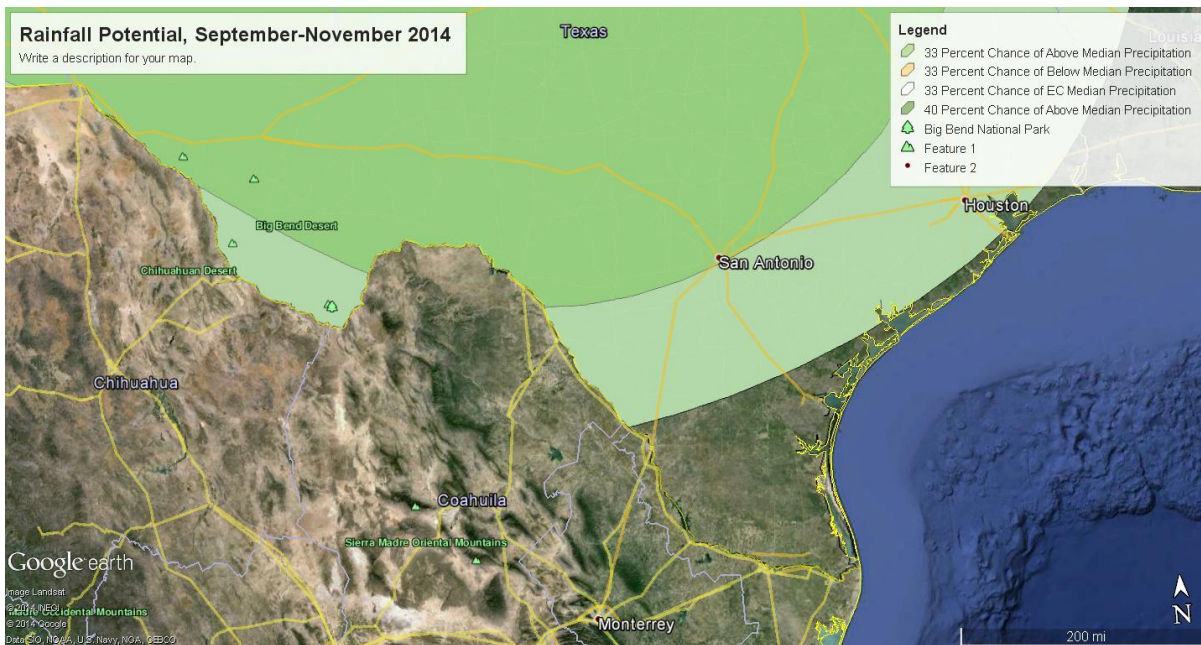 Rainfall Potential, September-November 2014
Write a description for your map.
Texas
Legend
33 Percent Chance of Above Median Precipitation
33 Percent Chance of Below Median Precipitation
33 Percent Chance of EC Median Precipitation
40 Percent Chance of Above Median Precipitation
Big Bend National Park
Feature 1
Feature 2
Louisia
Houston
Big Bend Desert
San Antonio
Chihuahuan Desert
Chihuahua
Coahuila
Sierra Madre Oriental Mountains
Google earth
Image Landsat
© 2014 INEGI
Madre Occidental Mountains
© 2014 Google
Data SIO, NOAA, U.S. Navy, NGA, GEBCO
Monterrey
N
200 mi